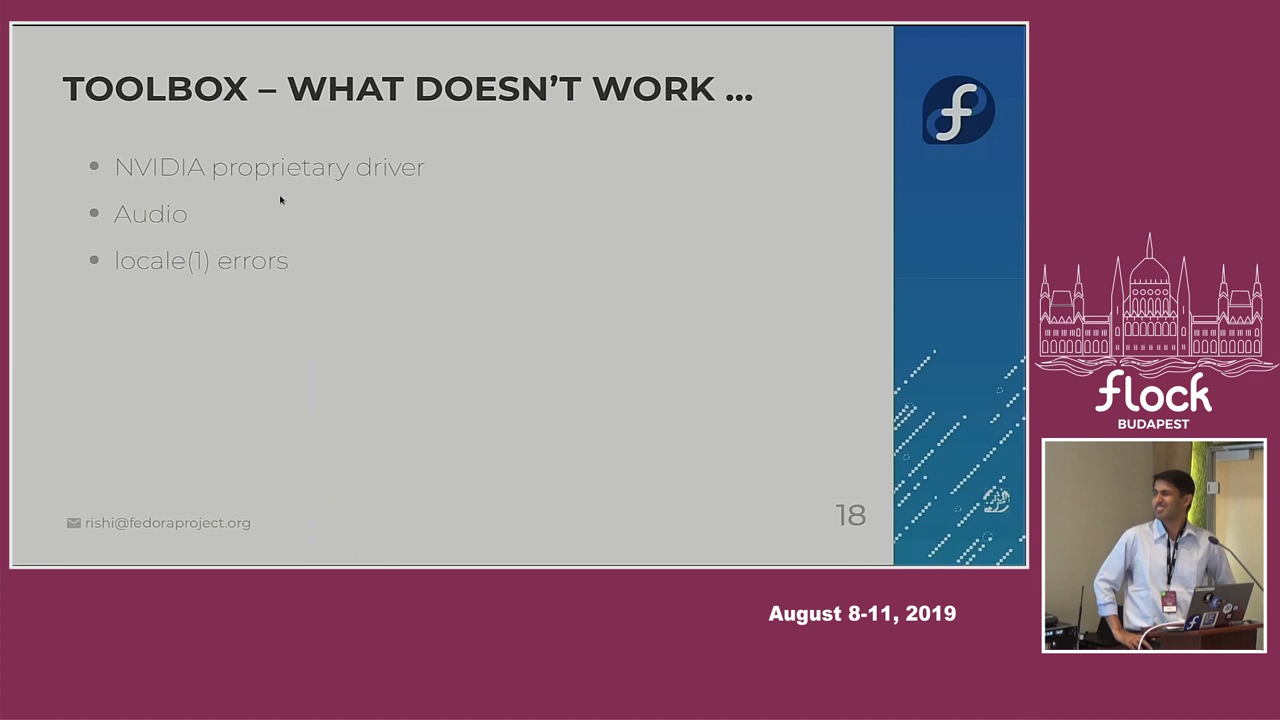 TOOLBOX – WHAT DOESN’T WORK ...
NVIDIA proprietary driver
Audio
locale(1) errors
rishi@fedoraproject.org
18
flock
BUDAPEST
August 8-11, 2019